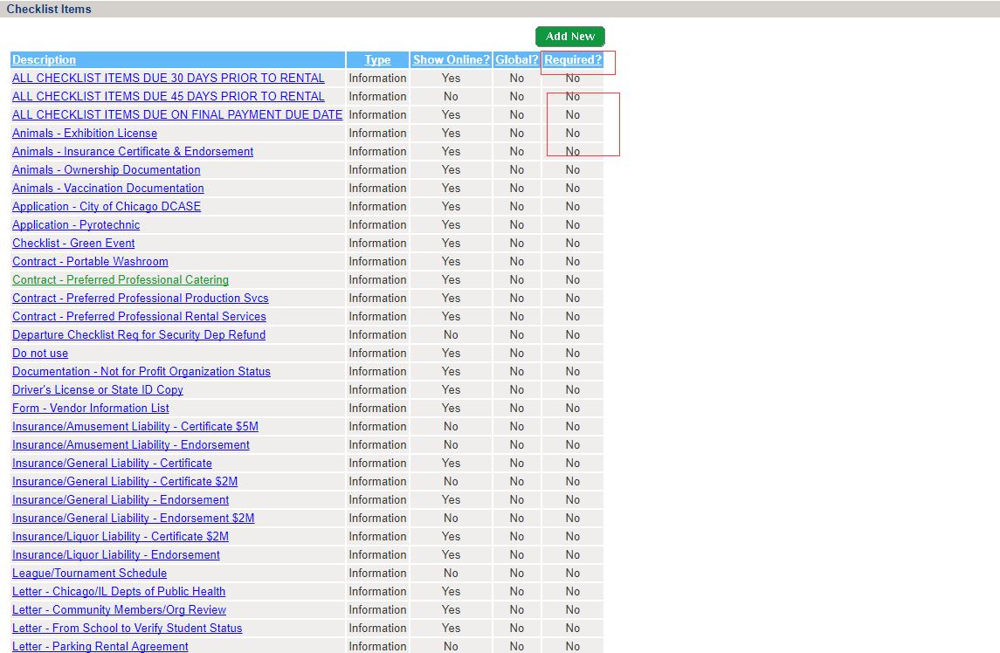 Checklist Items
Add New
Description Type Show Online? Global? Required?
ALL CHECKLIST ITEMS DUE 30 DAYS PRIOR TO RENTAL Information Yes No No
ALL CHECKLIST ITEMS DUE 45 DAYS PRIOR TO RENTAL Information No No No
ALL CHECKLIST ITEMS DUE ON FINAL PAYMENT DUE DATE Information Yes No No
Animals - Exhibition License Information Yes No No
Animals - Insurance Certificate & Endorsement Information Yes No No
Animals - Ownership Documentation Information Yes No No
Animals - Vaccination Documentation Information Yes No No
Application - City of Chicago DCASE Information Yes No No
Application - Pyrotechnic Information Yes No No
Checklist - Green Event Information Yes No No
Contract - Portable Washroom Information Yes No No
Contract - Preferred Professional Catering Information Yes No No
Contract - Preferred Professional Production Svcs Information Yes No No
Contract - Preferred Professional Rental Services Information Yes No No
Departure Checklist Req for Security Dep Refund Information No No No
Do not use Information Yes No No
Documentation - Not for Profit Organization Status Information Yes No No
Driver's License or State ID Copy Information Yes No No
Form - Vendor Information List Information Yes No No
Insurance/Amusement Liability - Certificate $5M Information No No No
Insurance/Amusement Liability - Endorsement Information No No No
Insurance/General Liability - Certificate Information Yes No No
Insurance/General Liability - Certificate $2M Information No No No
Insurance/General Liability - Endorsement Information Yes No No
Insurance/General Liability - Endorsement $2M Information No No No
Insurance/Liquor Liability - Certificate $2M Information Yes No No
Insurance/Liquor Liability - Endorsement Information Yes No No
League/Tournament Schedule Information No No No
Letter - Chicago/IL Depts of Public Health Information Yes No No
Letter - Community Members/Org Review Information Yes No No
Letter - From School to Verify Student Status Information Yes No No
Letter - Parking Rental Agreement Information No No No